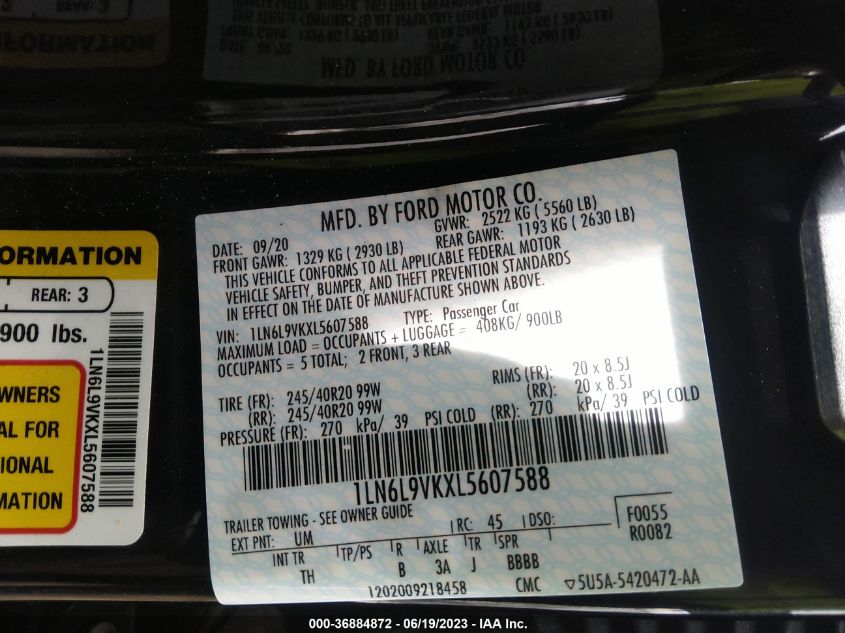 ORMATION
REAR: 3
900 lbs.
WNERS
AL FOR
IONAL
MATION
1LN6L9VKXL5607588
MFD. BY FORD MOTOR CO.
DATE: 09/20
GVWR: 2522 KG ( 5560 LB)
FRONT GAWR: 1329 KG ( 2930 LB)
REAR GAWR: 1193 KG ( 2630 LB)
THIS VEHICLE CONFORMS TO ALL APPLICABLE FEDERAL MOTOR
VEHICLE SAFETY, BUMPER, AND THEFT PREVENTION STANDARDS
IN EFFECT ON THE DATE OF MANUFACTURE SHOWN ABOVE.
VIN: 1LN6L9VKXL5607588 TYPE: Passenger Car
MAXIMUM LOAD = OCCUPANTS + LUGGAGE = 408KG/ 900LB
OCCUPANTS = 5 TOTAL; 2 FRONT, 3 REAR
TIRE (FR): 245/40R20 99W RIMS (FR): 20 x 8.5J
(RR): 245/40R20 99W (RR): 20 x 8.5J
PRESSURE (FR): 270 kPa/ 39 PSI COLD (RR): 270 kPa/ 39 PSI COLD
1LN6L9VKXL5607588
TRAILER TOWING - SEE OWNER GUIDE
EXT PNT: UM RC: 45 DSO: F0055
R0082
INT TR TP/PS R AXLE TR SPR
TH B 3A J BBBB
1202009218458 CMC ▽5U5A-5420472-AA
000-36884872 - 06/19/2023 - IAA Inc.